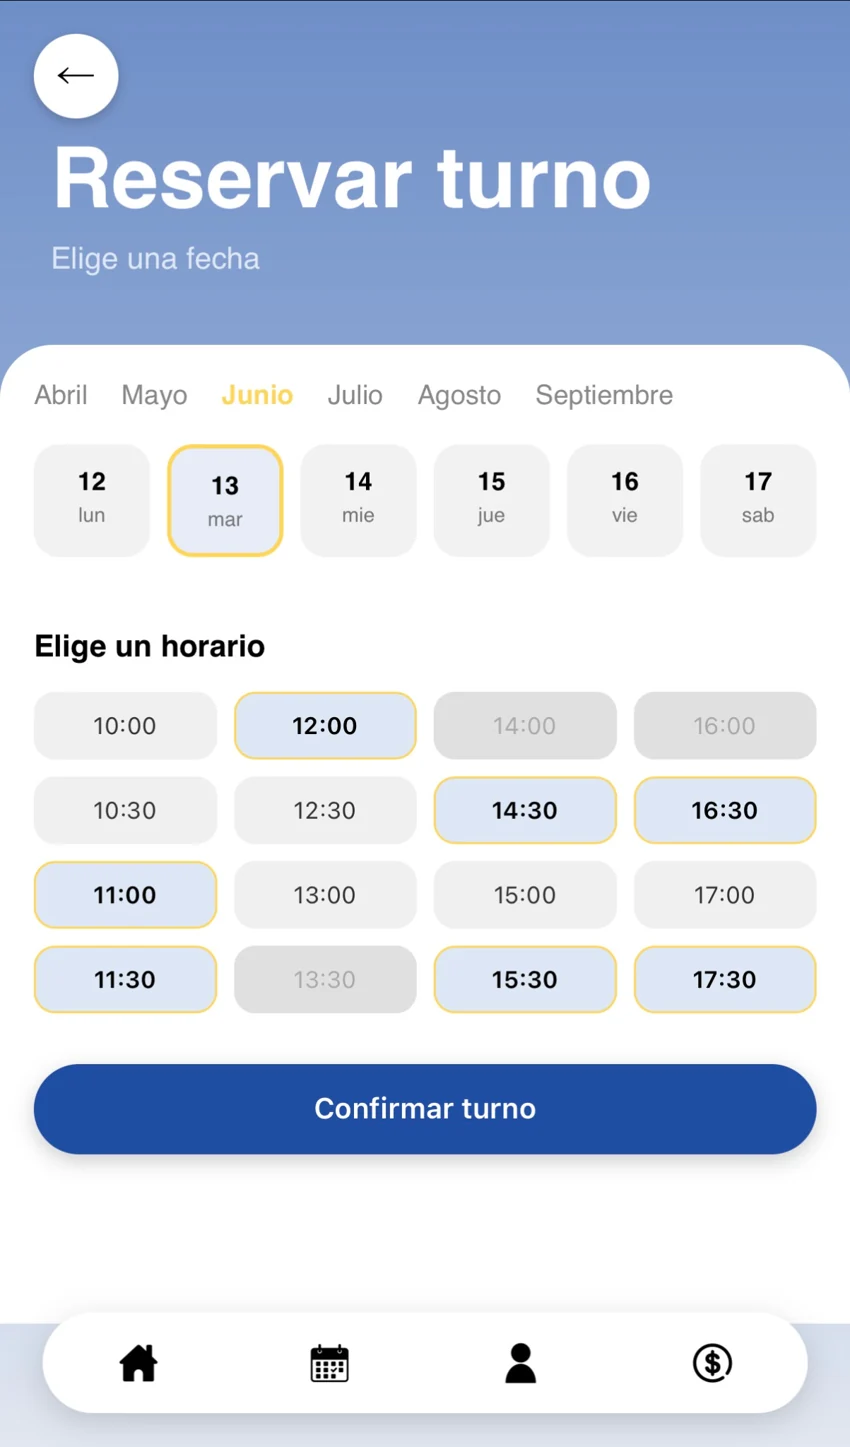 Reservar turno
Elige una fecha
Abril Mayo Junio Julio Agosto Septiembre
12 13 14 15 16 17
lun mar mie jue vie sab
Elige un horario
10:00 12:00 14:00 16:00
10:30 12:30 14:30 16:30
11:00 13:00 15:00 17:00
11:30 13:30 15:30 17:30
Confirmar turno